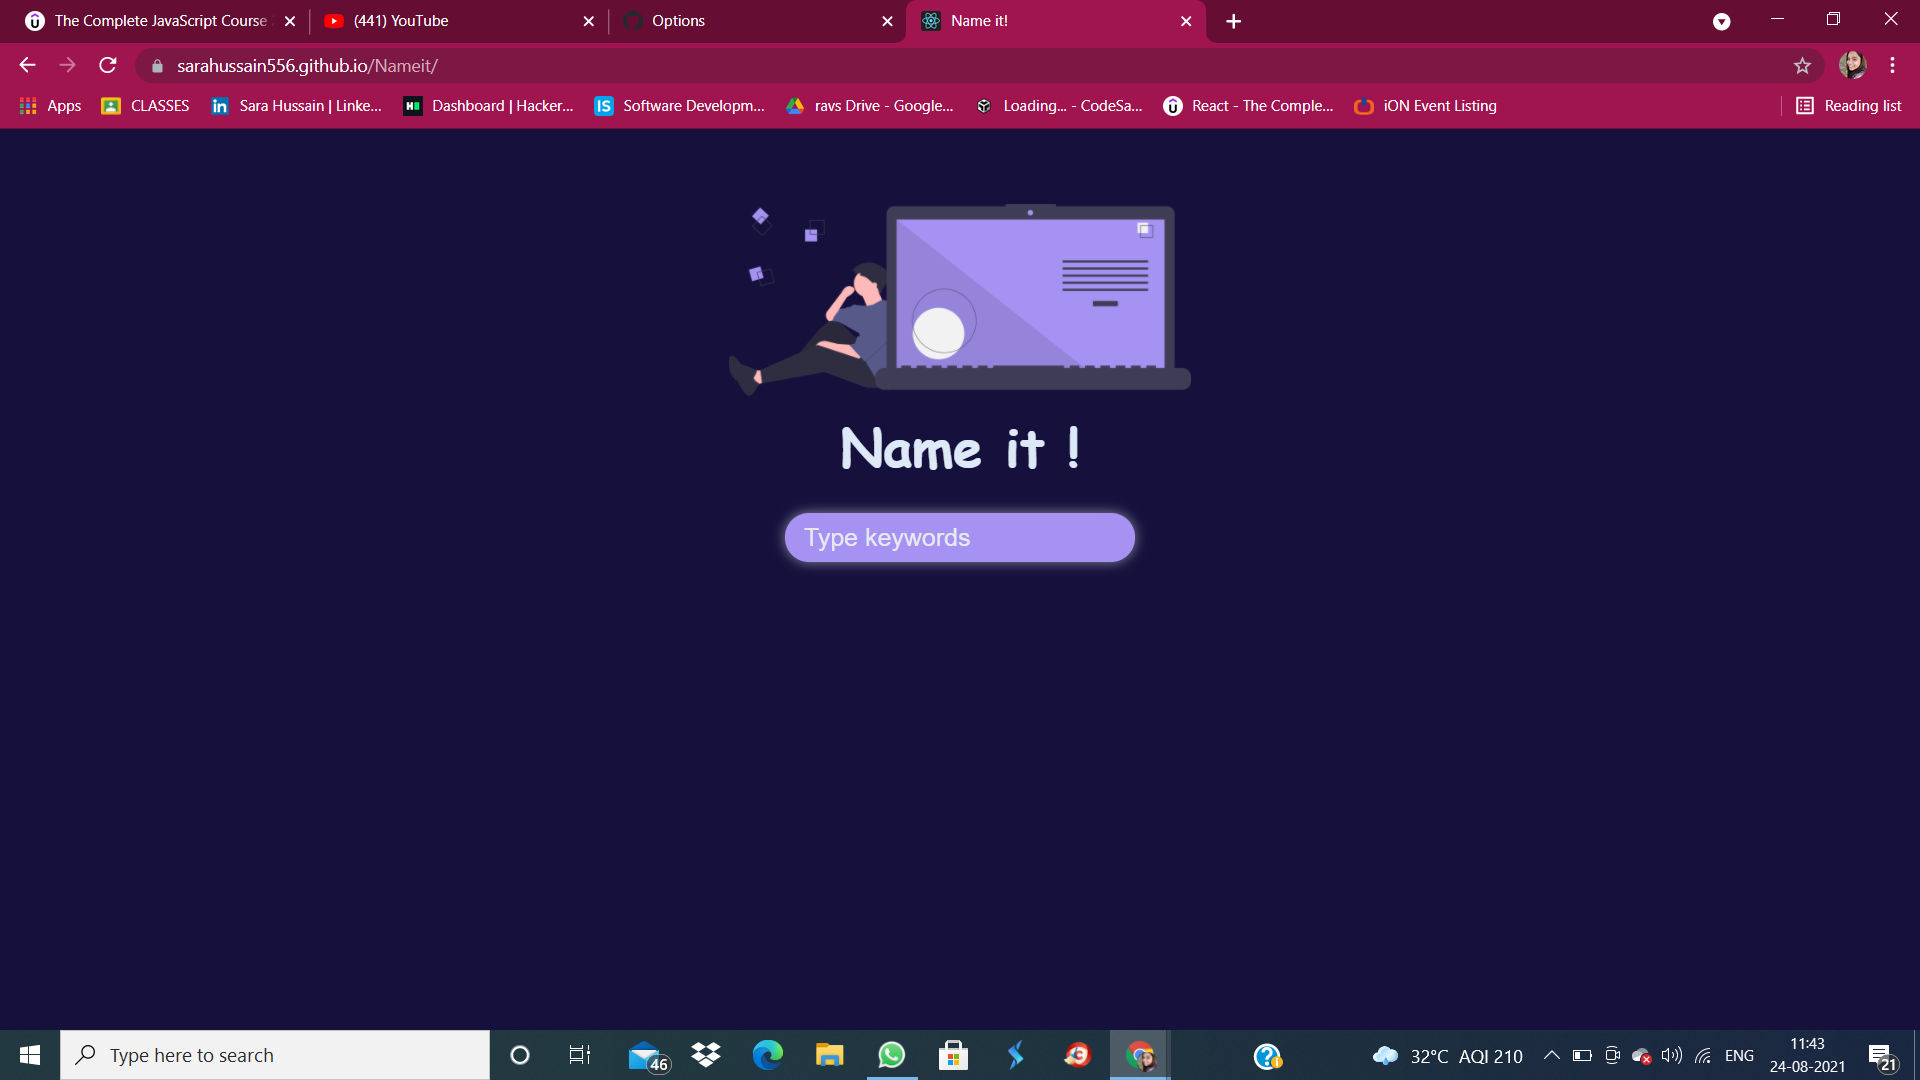 The Complete JavaScript Course
(441) YouTube
Options
Name it!
sarahussain556.github.io/Nameit/
Apps
CLASSES
Sara Hussain | Linke...
Dashboard | Hacker...
Software Developm...
ravs Drive - Google...
Loading... - CodeSa...
React - The Comple...
iON Event Listing
Reading list
Name it !
Type keywords
Type here to search
46
32°C AQI 210
ENG
11:43
24-08-2021
21